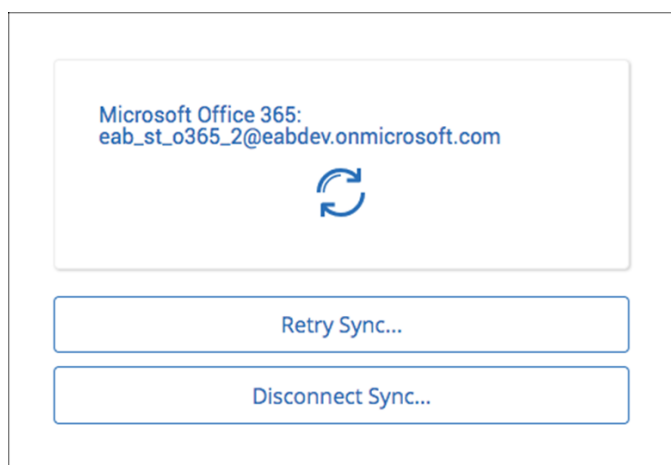 Microsoft Office 365:
eab_st_o365_2@eabdev.onmicrosoft.com
Retry Sync...
Disconnect Sync...